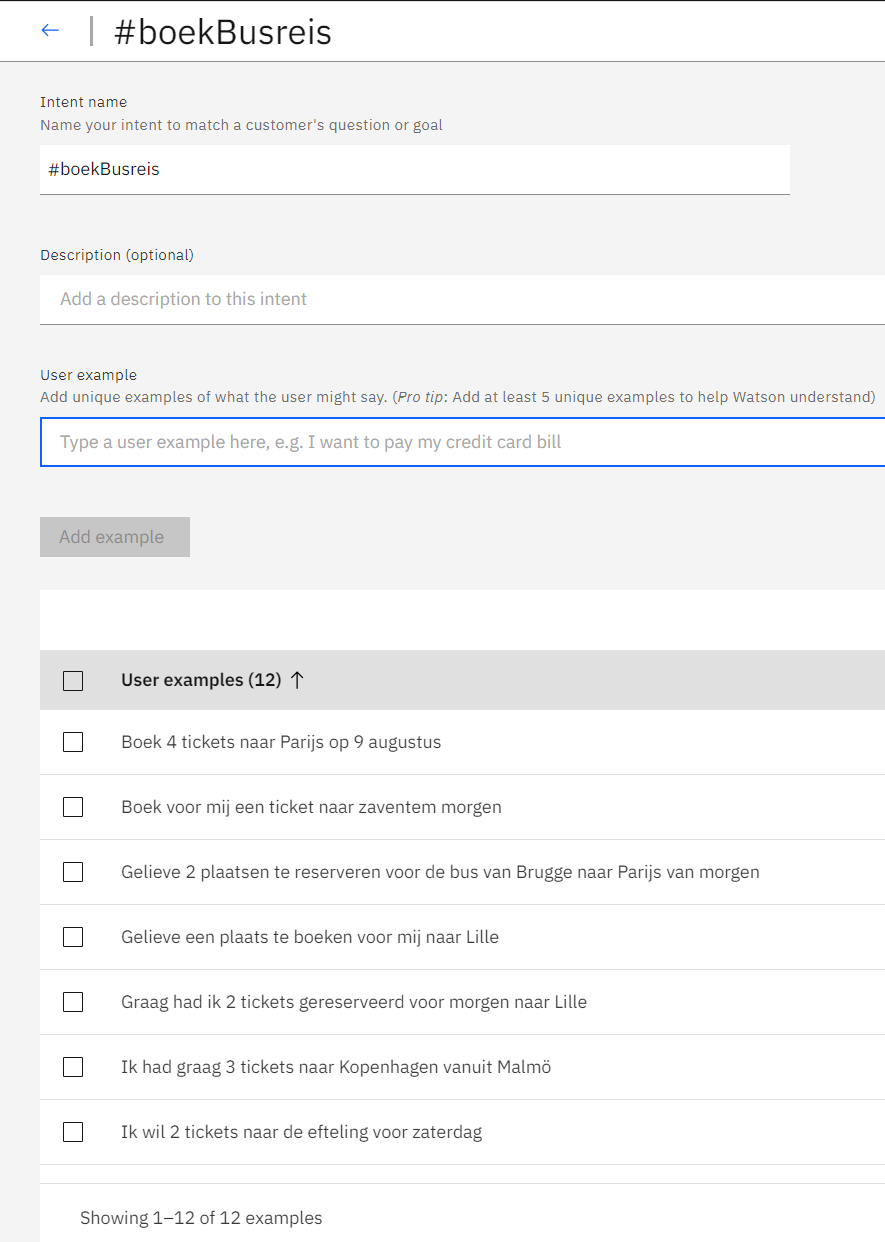 #boekBusreis
Intent name
Name your intent to match a customer's question or goal
#boekBusreis
Description (optional)
Add a description to this intent
User example
Add unique examples of what the user might say. (Pro tip: Add at least 5 unique examples to help Watson understand)
Type a user example here, e.g. I want to pay my credit card bill
Add example
User examples (12) ↑
Boek 4 tickets naar Parijs op 9 augustus
Boek voor mij een ticket naar zaventem morgen
Gelieve 2 plaatsen te reserveren voor de bus van Brugge naar Parijs van morgen
Gelieve een plaats te boeken voor mij naar Lille
Graag had ik 2 tickets gereserveerd voor morgen naar Lille
Ik had graag 3 tickets naar Kopenhagen vanuit Malmö
Ik wil 2 tickets naar de efteling voor zaterdag
Showing 1–12 of 12 examples